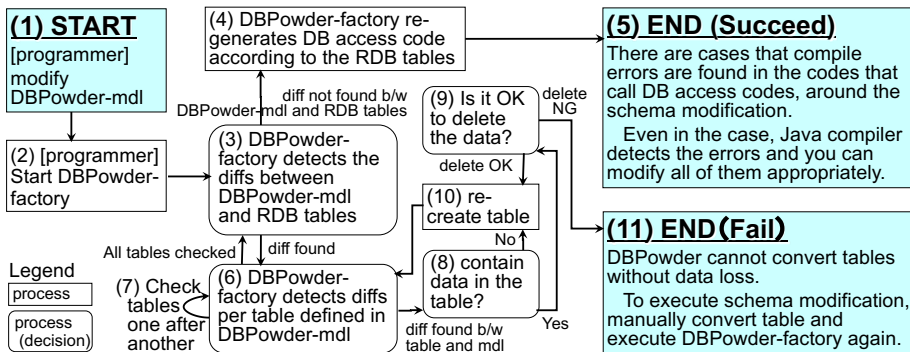 (1) START
[programmer]
modify
DBPowder-mdl
(2) [programmer]
Start DBPowder-
factory
(3) DBPowder-
factory detects the
diffs between
DBPowder-mdl
and RDB tables
diff not found b/w
DBPowder-mdl and RDB tables
(4) DBPowder-factory re-
generates DB access code
according to the RDB tables
(5) END (Succeed)
There are cases that compile
errors are found in the codes that
call DB access codes, around the
schema modification.
Even in the case, Java compiler
detects the errors and you can
modify all of them appropriately.
All tables checked
diff found
(6) DBPowder-
factory detects diffs
per table defined in
DBPowder-mdl
(7) Check
tables
one after
another
diff found b/w
table and mdl
(8) contain
data in the
table?
No
Yes
(9) Is it OK
to delete
the data?
delete OK
delete
NG
(10) re-
create table
(11) END(Fail)
DBPowder cannot convert tables
without data loss.
To execute schema modification,
manually convert table and
execute DBPowder-factory again.
Legend
process
process
(decision)